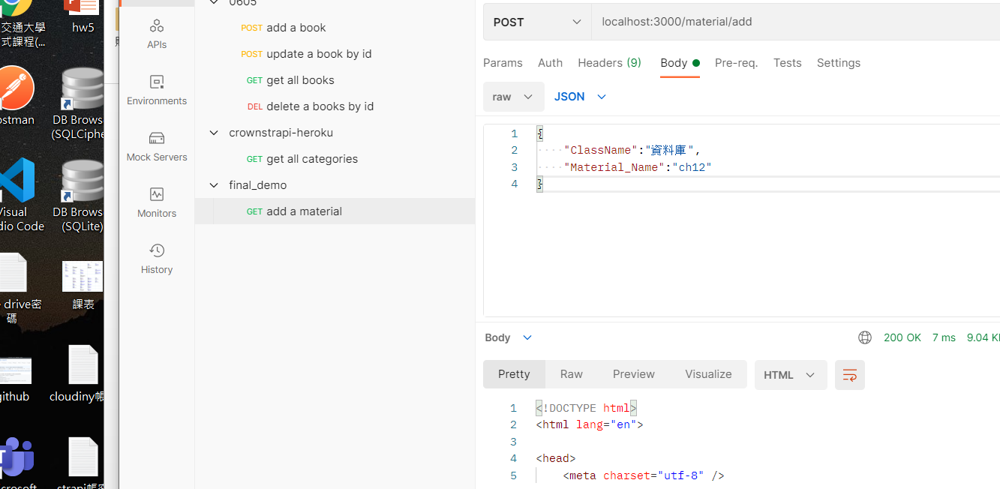 交通大學
式課程(...
hw5
ostman
DB Brows
(SQLCiphe
Visual
dio Code
DB Brows
(SQLite)
drive密
碼
課表
github
cloudiny帳
crosoft
APIs
Environments
Mock Servers
Monitors
History
0605
POST add a book
POST update a book by id
GET get all books
DEL delete a books by id
crownstrapi-heroku
GET get all categories
final_demo
GET add a material
POST
localhost:3000/material/add
Params Auth Headers (9) Body Pre-req. Tests Settings
raw JSON
1 {
2 "ClassName":"資料庫",
3 "Material_Name":"ch12"
4 }
Body 200 OK 7 ms 9.04 K
Pretty Raw Preview Visualize HTML
1 <!DOCTYPE html>
2 <html lang="en">
3
4 <head>
5 <meta charset="utf-8" />